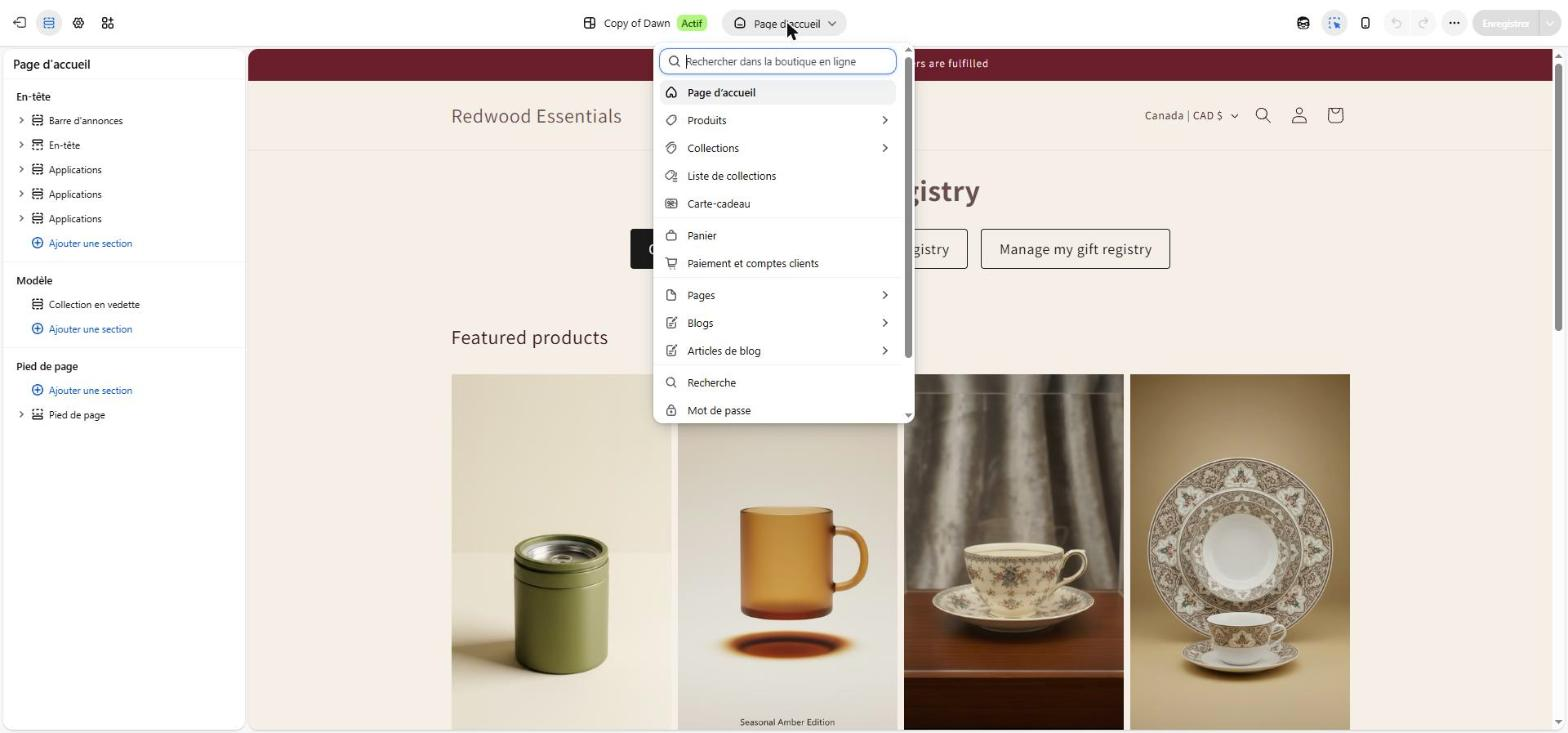 Copy of Dawn
Actif
Page d'accueil
Enregistrer
Page d'accueil
En-tête
Barre d'annonces
En-tête
Applications
Applications
Applications
Ajouter une section
Modèle
Collection en vedette
Ajouter une section
Pied de page
Ajouter une section
Pied de page
Rechercher dans la boutique en ligne
Page d'accueil
Produits
Collections
Liste de collections
Carte-cadeau
Panier
Paiement et comptes clients
Pages
Blogs
Articles de blog
Recherche
Mot de passe
are fulfilled
Redwood Essentials
Canada | CAD $
Manage my gift registry
Featured products
Seasonal Amber Edition